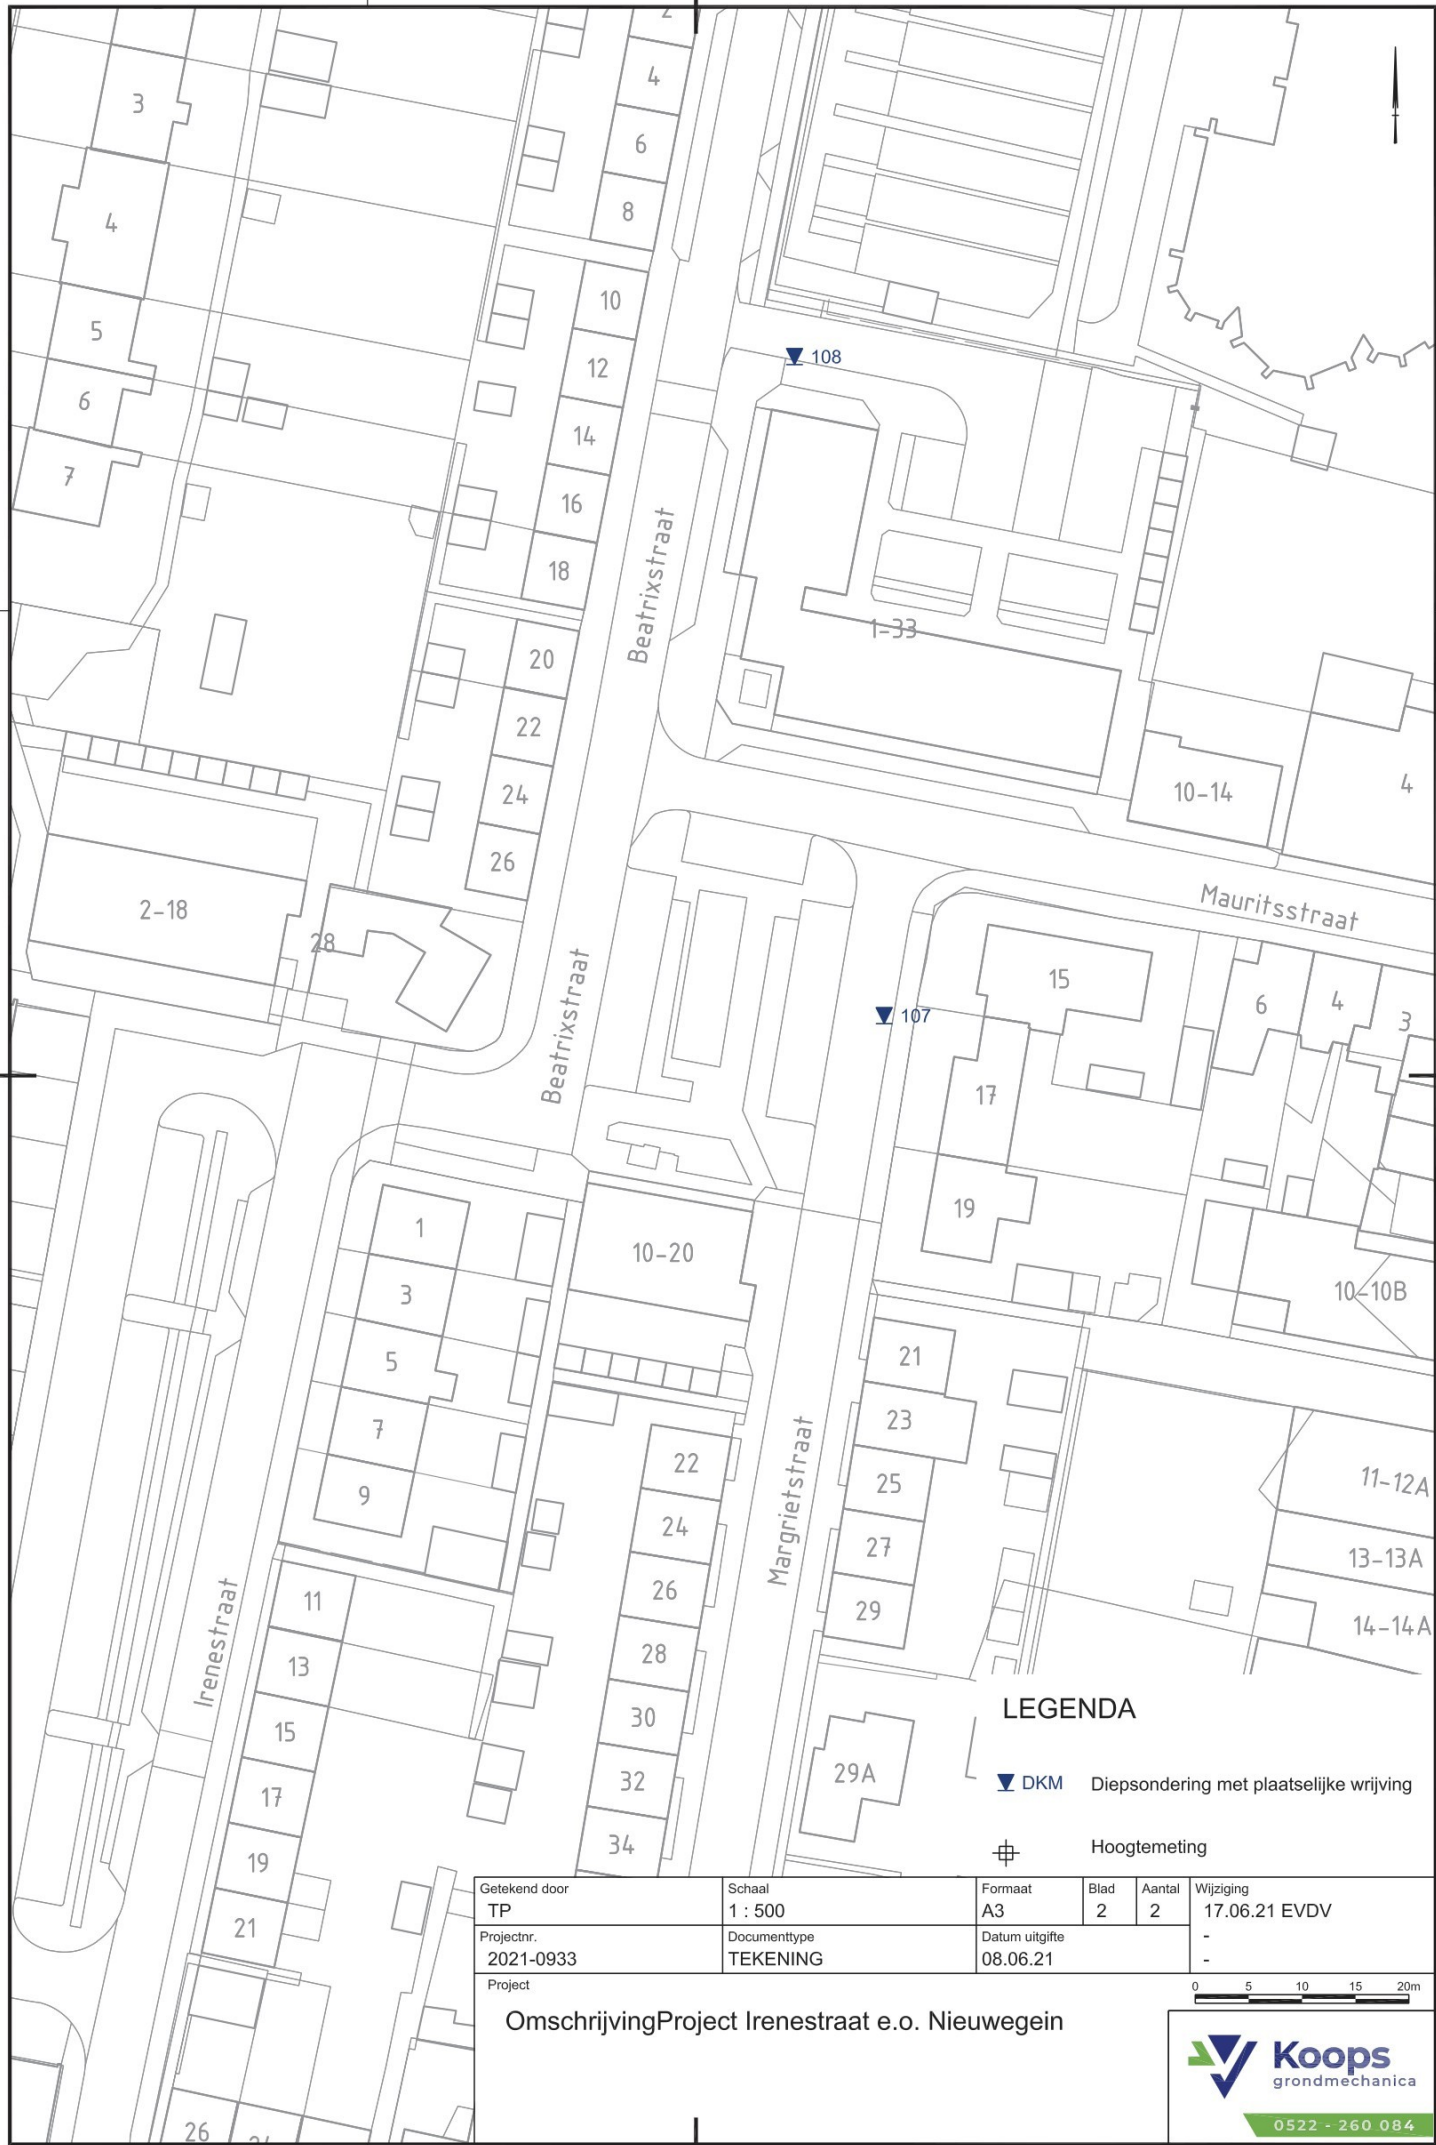 2
4
6
8
10
12
14
16
18
20
22
24
26
28
3
4
5
6
7
108
1-33
Beatrixstraat
10-14
4
2-18
Mauritsstraat
Beatrixstraat
107
15
17
19
6
4
3
10-10B
1
3
5
7
9
10-20
21
23
25
27
29
29A
Margrietstraat
22
24
26
28
30
32
34
11-12A
13-13A
14-14A
Irenestraat
11
13
15
17
19
21
26
LEGENDA
DKM Diepsondering met plaatselijke wrijving
Hoogtemeting
Getekend door
TP
Schaal
1 : 500
Formaat
A3
Blad
2
Aantal
2
Wijziging
17.06.21 EVDV
-
-
Projectnr.
2021-0933
Documenttype
TEKENING
Datum uitgifte
08.06.21
Project
OmschrijvingProject Irenestraat e.o. Nieuwegein
0 5 10 15 20m
Koops
grondmechanica
0522 - 260 084